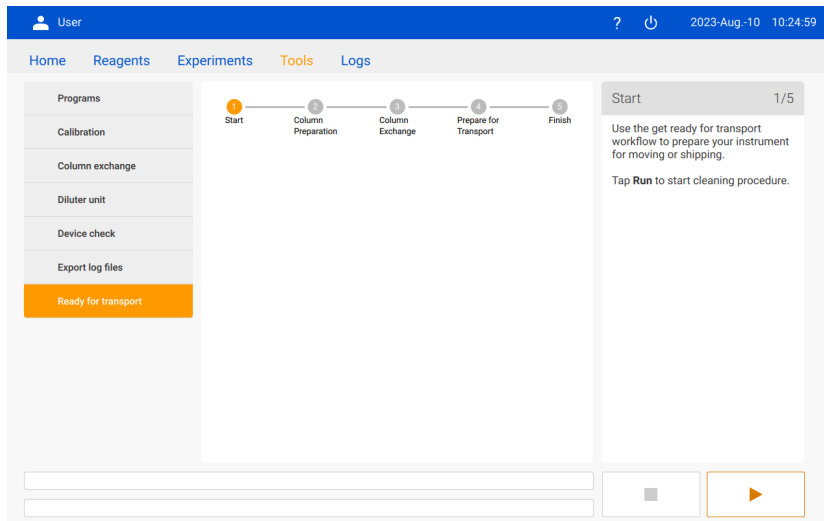 User
? 2023-Aug.-10 10:24:59
Home Reagents Experiments Tools Logs
Programs
Calibration
Column exchange
Diluter unit
Device check
Export log files
Ready for transport
1 2 3 4 5
Start Column Column Prepare for Finish
Preparation Exchange Transport
Start 1/5
Use the get ready for transport
workflow to prepare your instrument
for moving or shipping.
Tap Run to start cleaning procedure.